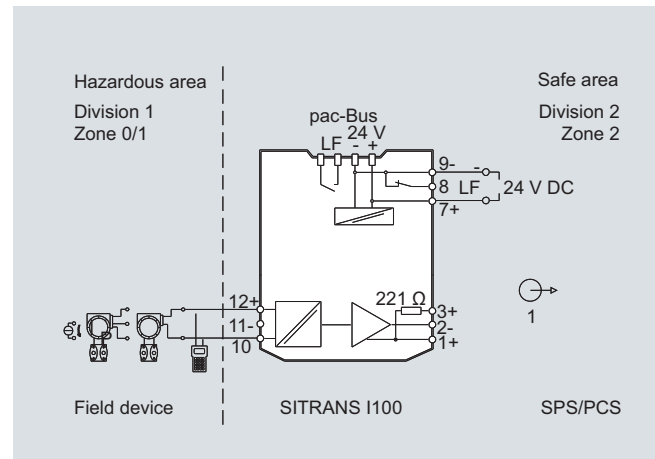 Hazardous area
Safe area
Division 1
Zone 0/1
Division 2
Zone 2
pac-Bus
24 V
LF - +
9- -
8 LF 24 V DC
7+
12+
11-
10
221 Ω
3+
2-
1+
1
Field device
SITRANS I100
SPS/PCS